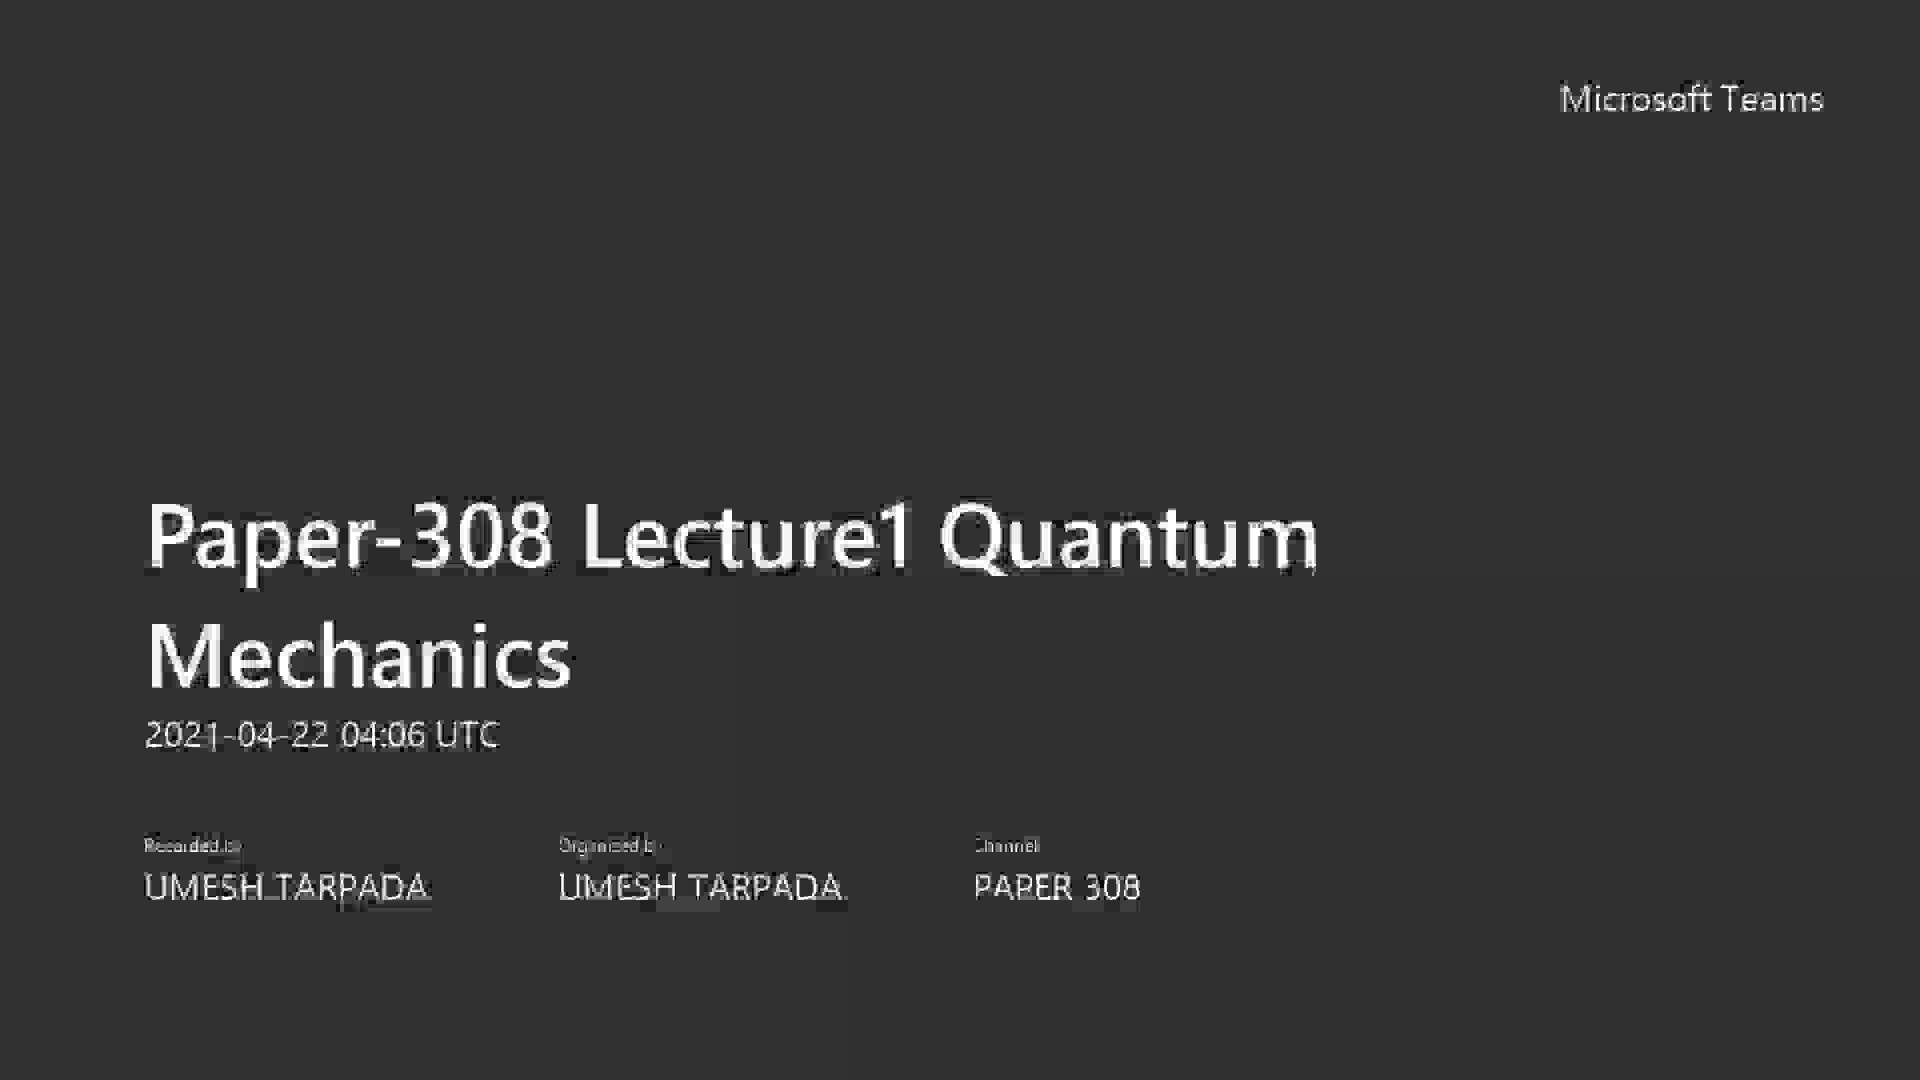 Microsoft Teams
Paper-308 Lecture1 Quantum
Mechanics
2021-04-22 04:06 UTC
Recorded by Organized by Channel
UMESH TARPADA UMESH TARPADA PAPER 308